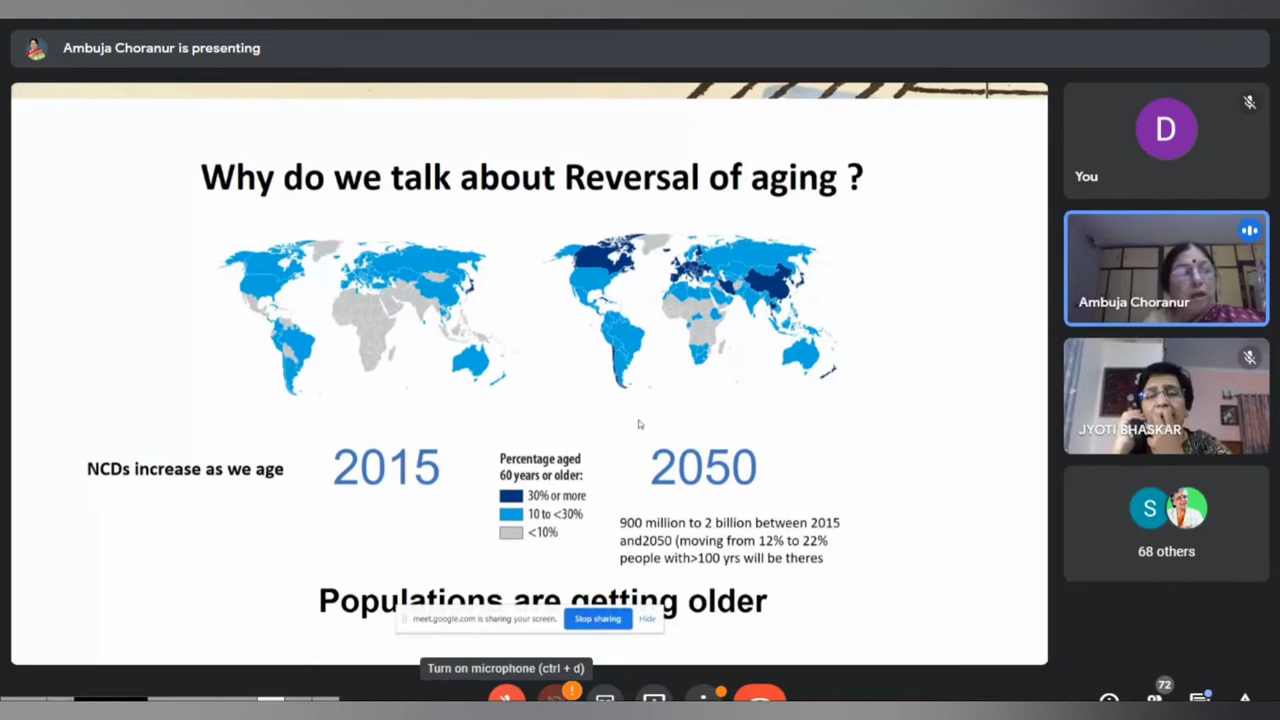 Ambuja Choranur is presenting
Why do we talk about Reversal of aging ?
NCDs increase as we age
2015
Percentage aged
60 years or older:
30% or more
10 to <30%
<10%
2050
900 million to 2 billion between 2015
and2050 (moving from 12% to 22%
people with>100 yrs will be theres
Populations are getting older
meet.google.com is sharing your screen.
Stop sharing
Hide
Turn on microphone (ctrl + d)
D
You
Ambuja Choranur
JYOTI BHASKAR
S
68 others
72